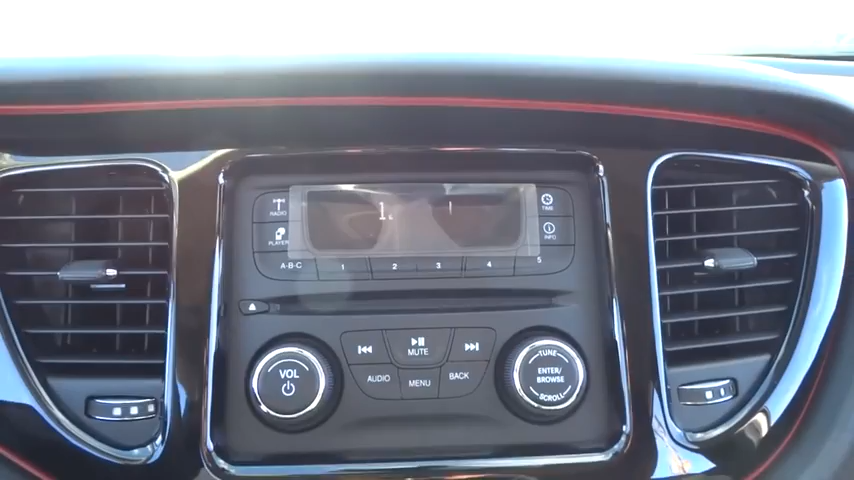 RADIO
TIME
PLAYER
INFO
A-B-C
1
2
3
4
5
MUTE
AUDIO
MENU
BACK
VOL
TUNE
ENTER/
BROWSE
SCROLL